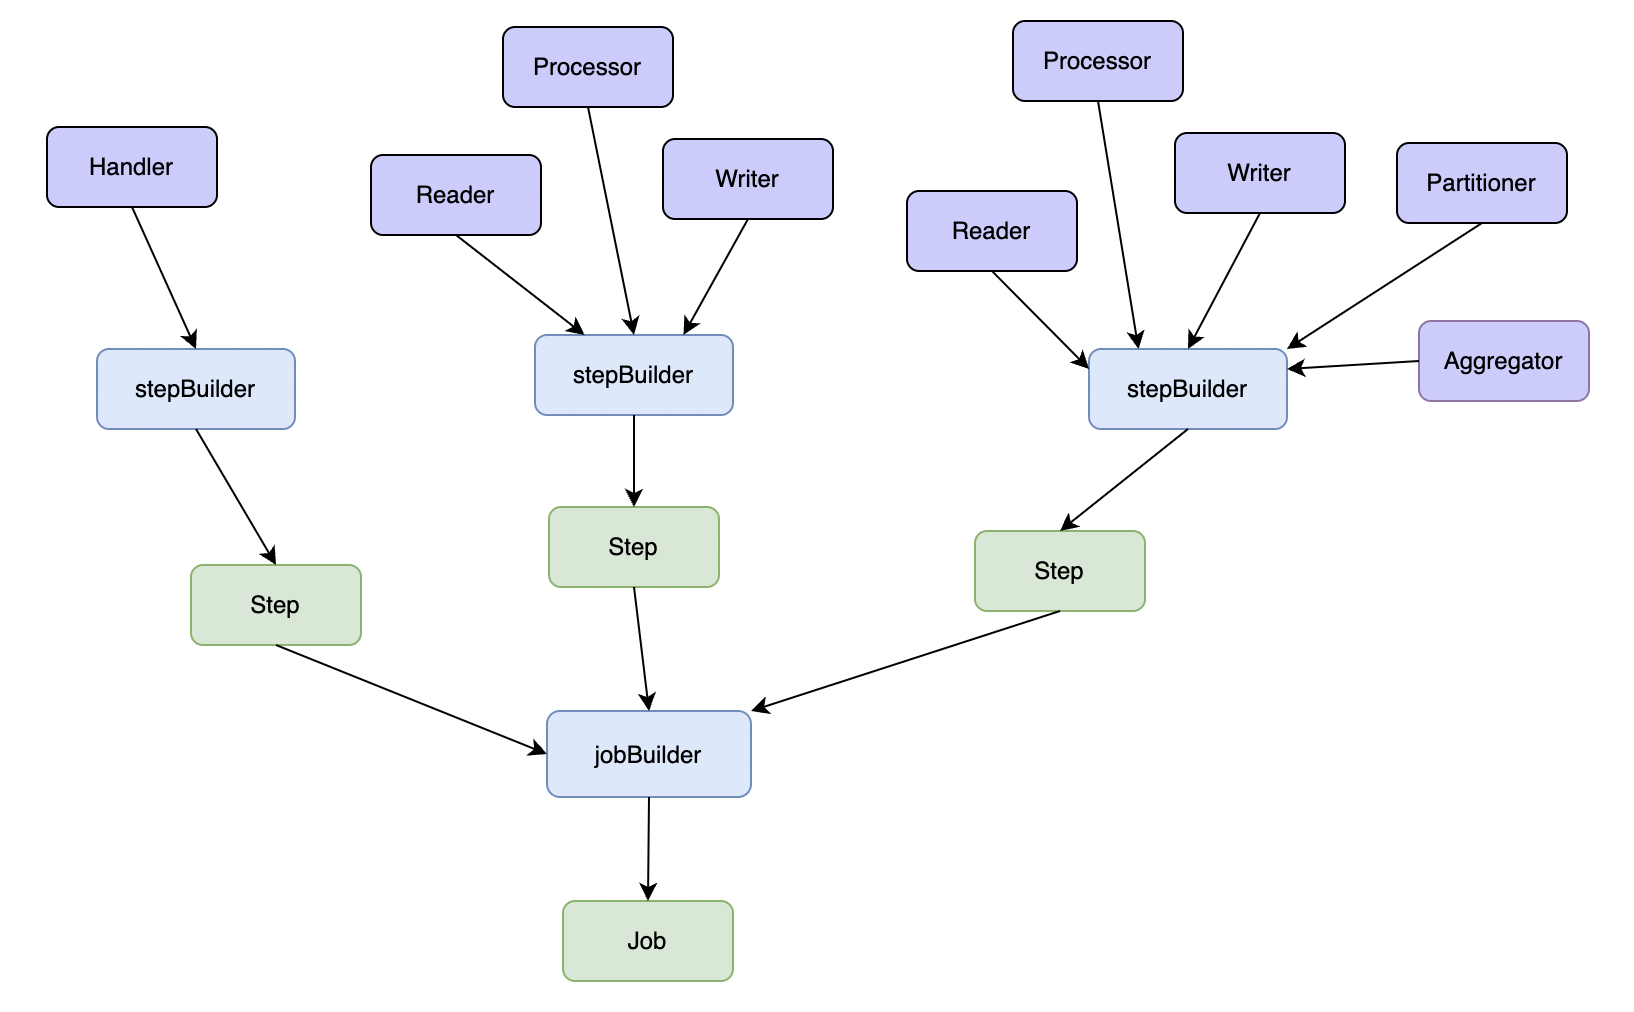 Processor
Processor
Handler
Reader
Writer
Writer
Partitioner
Reader
stepBuilder
stepBuilder
stepBuilder
Aggregator
Step
Step
Step
jobBuilder
Job